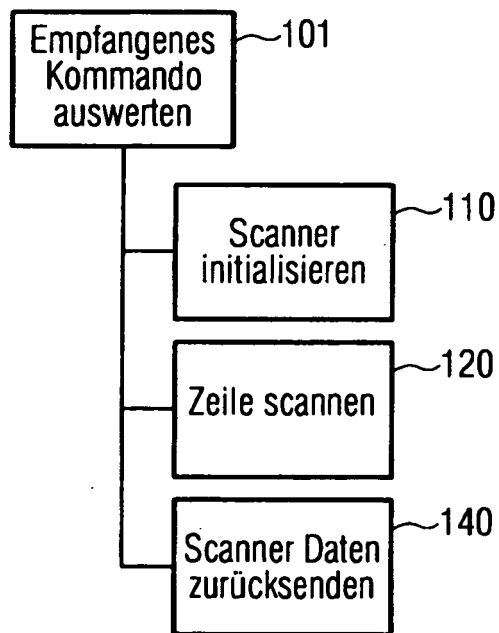 Empfangenes
Kommando
auswerten
101
Scanner
initialisieren
110
Zeile scannen
120
Scanner Daten
zurücksenden
140